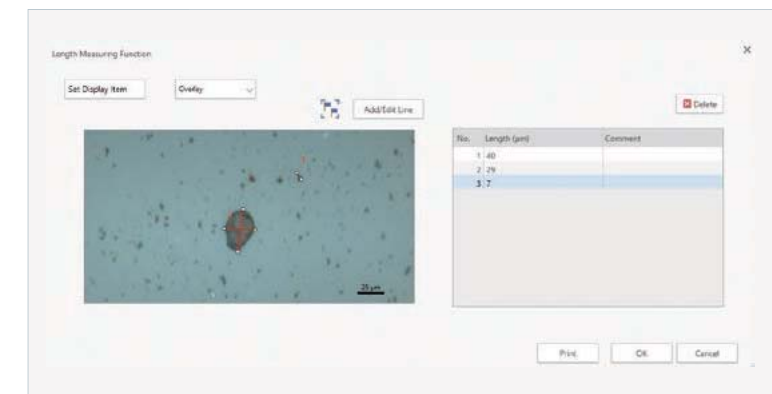 Length Measuring Function
Set Display Item
Overlay
Add/Edit Line
Delete
No. Length (μm) Comment
1 40
2 29
3 7
25 μm
Print
OK
Cancel